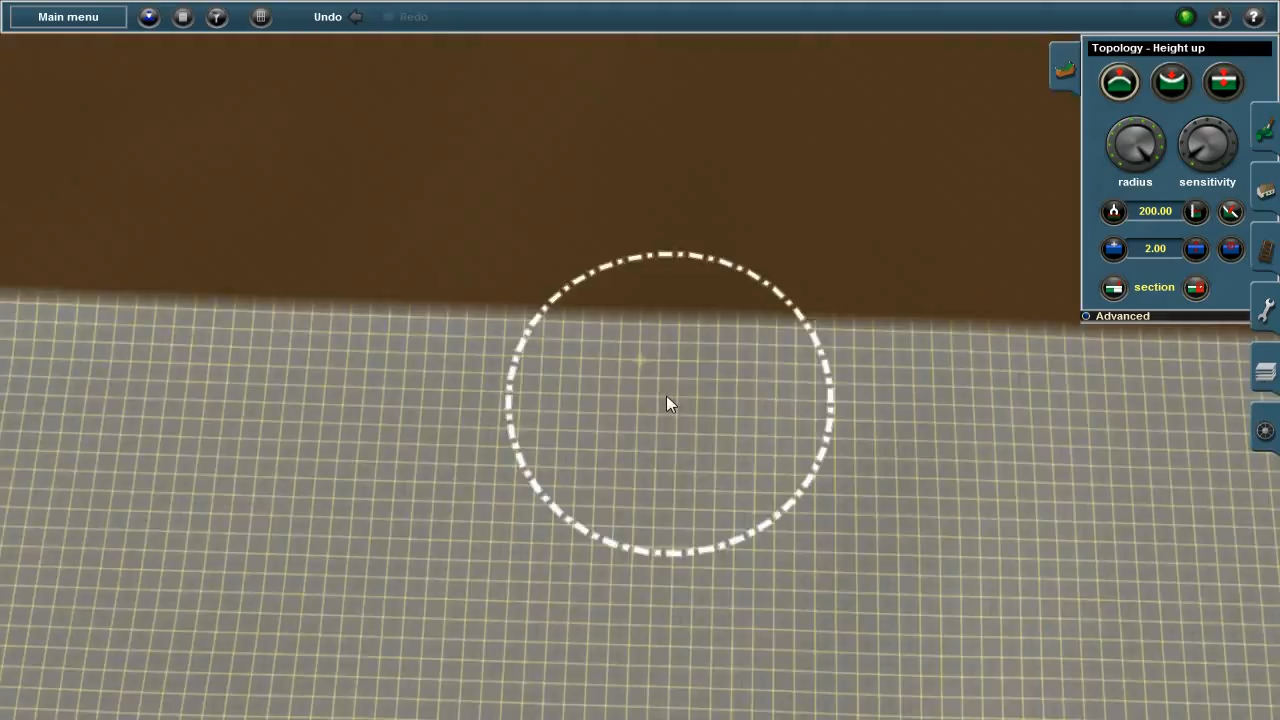 Main menu
Undo
Redo
?
Topology - Height up
radius
sensitivity
200.00
2.00
section
Advanced